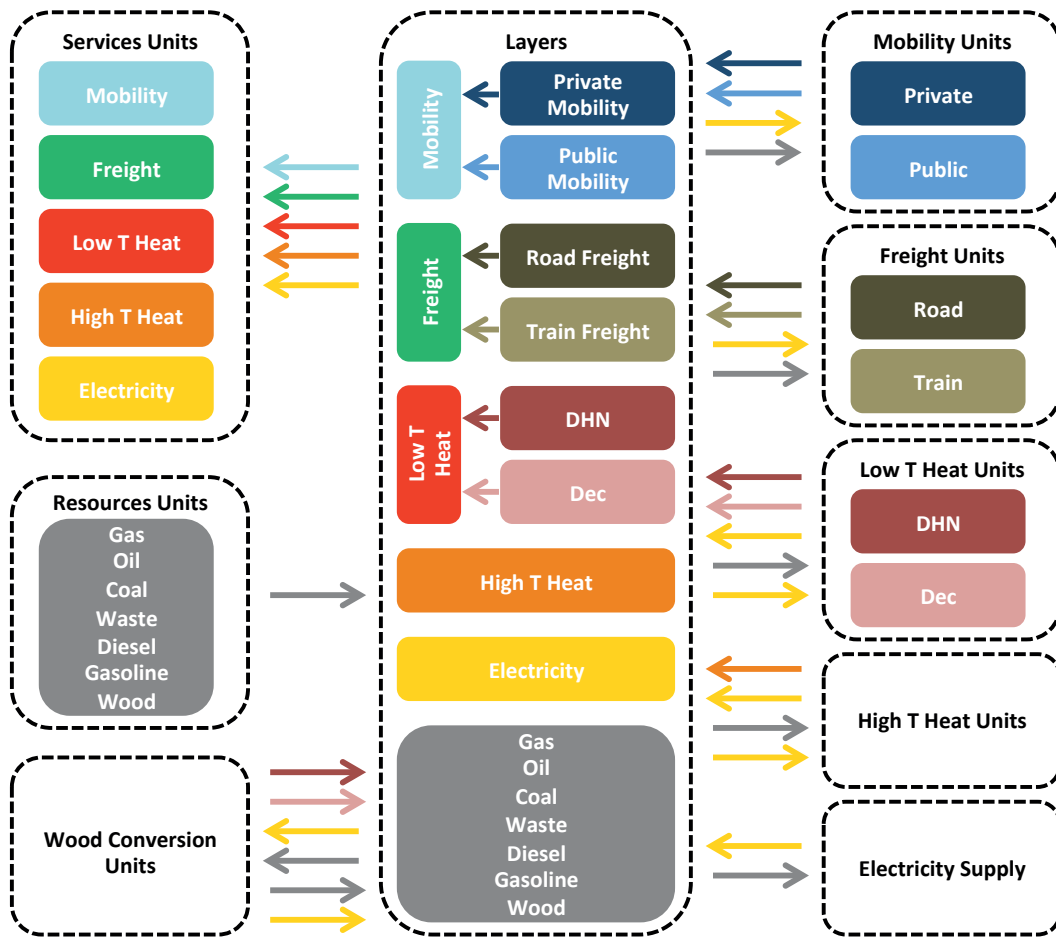 Services Units
Mobility
Freight
Low T Heat
High T Heat
Electricity
Resources Units
Gas
Oil
Coal
Waste
Diesel
Gasoline
Wood
Wood Conversion
Units
Layers
Mobility
Private
Mobility
Public
Mobility
Freight
Road Freight
Train Freight
Low T
Heat
DHN
Dec
High T Heat
Electricity
Gas
Oil
Coal
Waste
Diesel
Gasoline
Wood
Mobility Units
Private
Public
Freight Units
Road
Train
Low T Heat Units
DHN
Dec
High T Heat Units
Electricity Supply